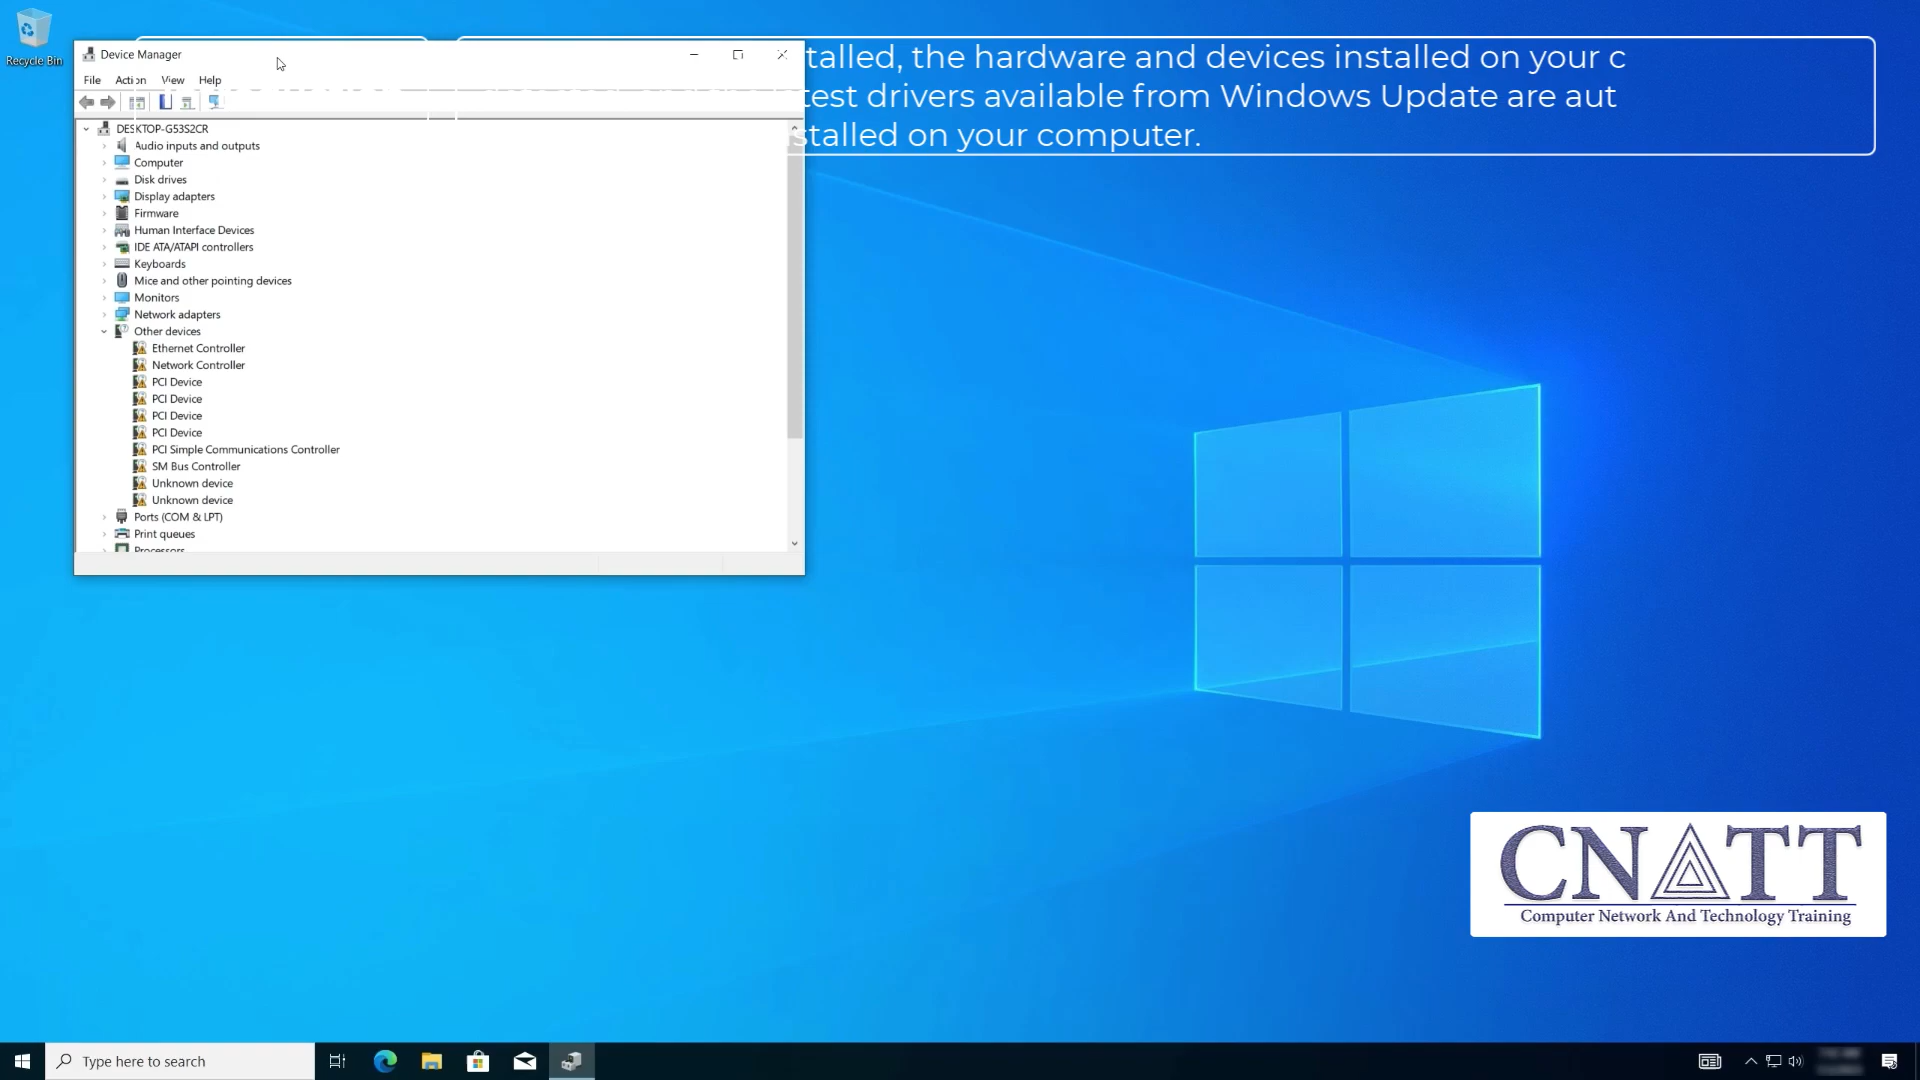 Recycle Bin
Device Manager
File Action View Help
talled, the hardware and devices installed on your c
test drivers available from Windows Update are aut
stalled on your computer.
DESKTOP-G53S2CR
Audio inputs and outputs
Computer
Disk drives
Display adapters
Firmware
Human Interface Devices
IDE ATA/ATAPI controllers
Keyboards
Mice and other pointing devices
Monitors
Network adapters
Other devices
Ethernet Controller
Network Controller
PCI Device
PCI Device
PCI Device
PCI Device
PCI Simple Communications Controller
SM Bus Controller
Unknown device
Unknown device
Ports (COM & LPT)
Print queues
Processors
CNATT
Computer Network And Technology Training
Type here to search